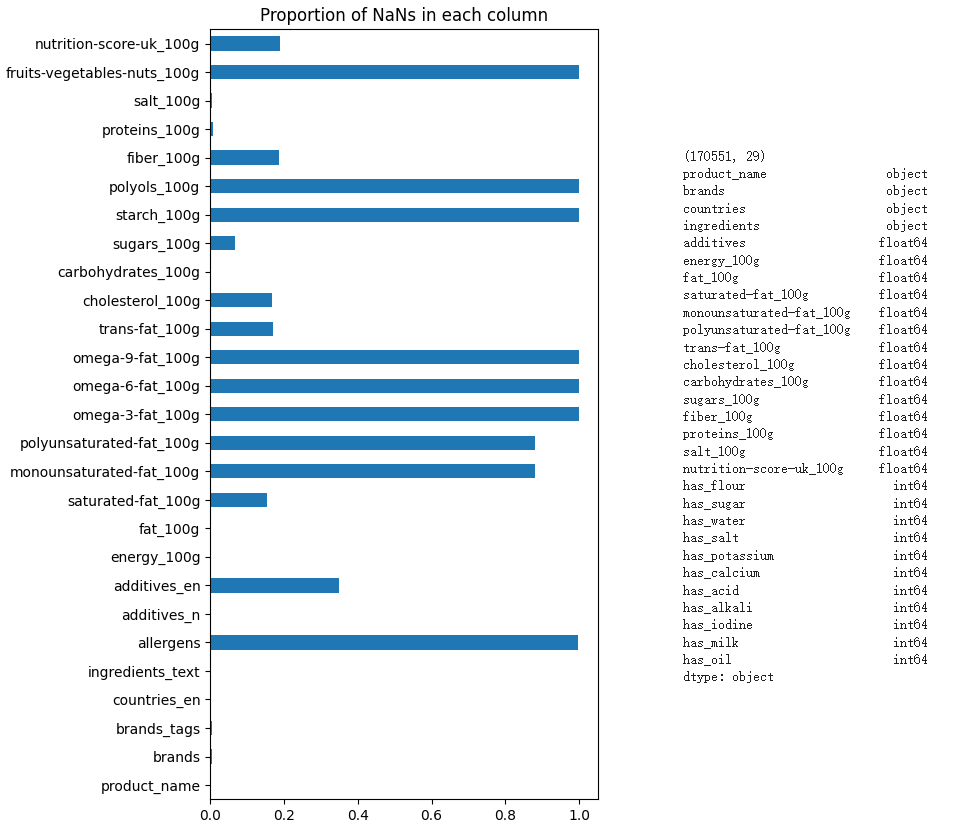 Proportion of NaNs in each column
nutrition-score-uk_100g
fruits-vegetables-nuts_100g
salt_100g
proteins_100g
fiber_100g
polyols_100g
starch_100g
sugars_100g
carbohydrates_100g
cholesterol_100g
trans-fat_100g
omega-9-fat_100g
omega-6-fat_100g
omega-3-fat_100g
polyunsaturated-fat_100g
monounsaturated-fat_100g
saturated-fat_100g
fat_100g
energy_100g
additives_en
additives_n
allergens
ingredients_text
countries_en
brands_tags
brands
product_name
0.0 0.2 0.4 0.6 0.8 1.0
(170551, 29)
product_name object
brands object
countries object
ingredients object
additives float64
energy_100g float64
fat_100g float64
saturated-fat_100g float64
monounsaturated-fat_100g float64
polyunsaturated-fat_100g float64
trans-fat_100g float64
cholesterol_100g float64
carbohydrates_100g float64
sugars_100g float64
fiber_100g float64
proteins_100g float64
salt_100g float64
nutrition-score-uk_100g float64
has_flour int64
has_sugar int64
has_water int64
has_salt int64
has_potassium int64
has_calcium int64
has_acid int64
has_alkali int64
has_iodine int64
has_milk int64
has_oil int64
dtype: object